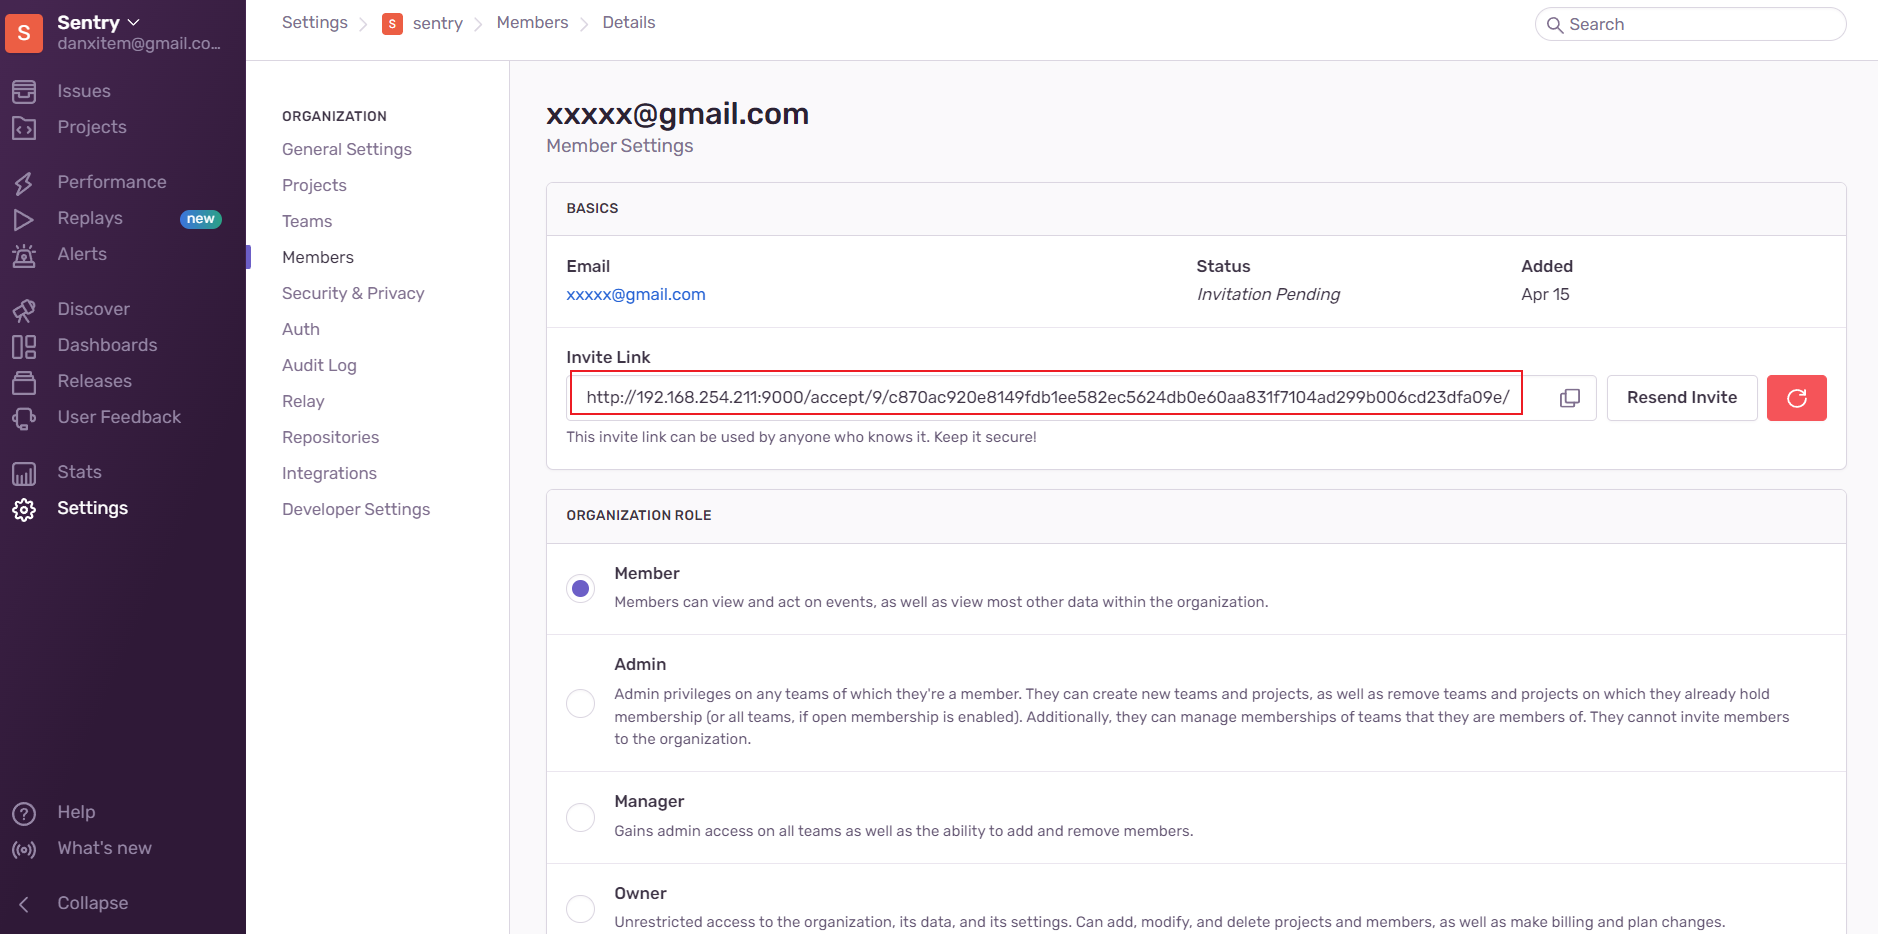 Sentry
danxitem@gmail.co...
Issues
Projects
Performance
Replays new
Alerts
Discover
Dashboards
Releases
User Feedback
Stats
Settings
Help
What's new
Collapse
Settings S sentry Members Details
Search
ORGANIZATION
General Settings
Projects
Teams
Members
Security & Privacy
Auth
Audit Log
Relay
Repositories
Integrations
Developer Settings
xxxxx@gmail.com
Member Settings
BASICS
Email Status Added
xxxxx@gmail.com Invitation Pending Apr 15
Invite Link
http://192.168.254.211:9000/accept/9/c870ac920e8149fdb1ee582ec5624db0e60aa831f7104ad299b006cd23dfa09e/ Resend Invite
This invite link can be used by anyone who knows it. Keep it secure!
ORGANIZATION ROLE
Member
Members can view and act on events, as well as view most other data within the organization.
Admin
Admin privileges on any teams of which they're a member. They can create new teams and projects, as well as remove teams and projects on which they already hold
membership (or all teams, if open membership is enabled). Additionally, they can manage memberships of teams that they are members of. They cannot invite members
to the organization.
Manager
Gains admin access on all teams as well as the ability to add and remove members.
Owner
Unrestricted access to the organization, its data, and its settings. Can add, modify, and delete projects and members, as well as make billing and plan changes.
S